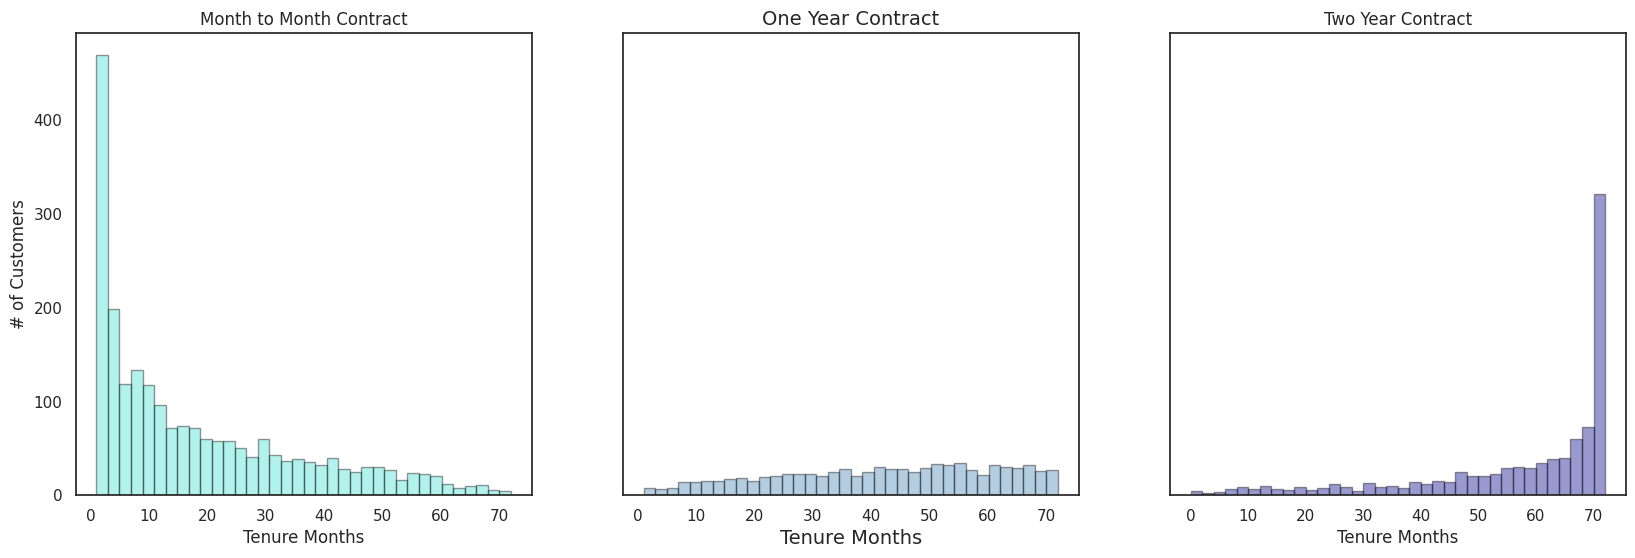 Month to Month Contract
One Year Contract
Two Year Contract
# of Customers
400
300
200
100
0
0 10 20 30 40 50 60 70
0 10 20 30 40 50 60 70
0 10 20 30 40 50 60 70
Tenure Months
Tenure Months
Tenure Months